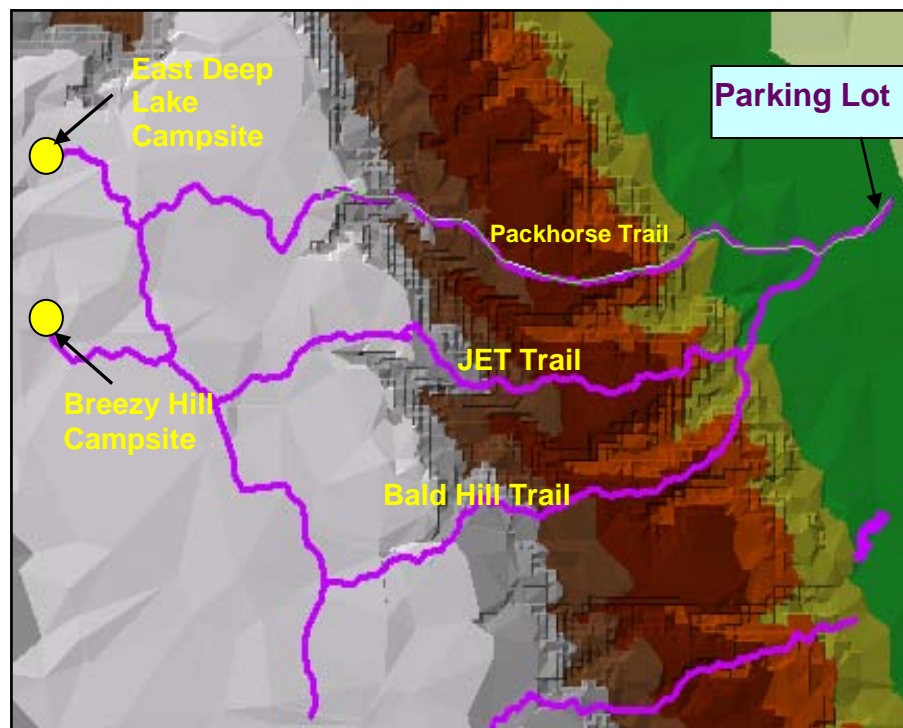 East Deep
Lake
Campsite
Parking Lot
Packhorse Trail
JET Trail
Breezy Hill
Campsite
Bald Hill Trail